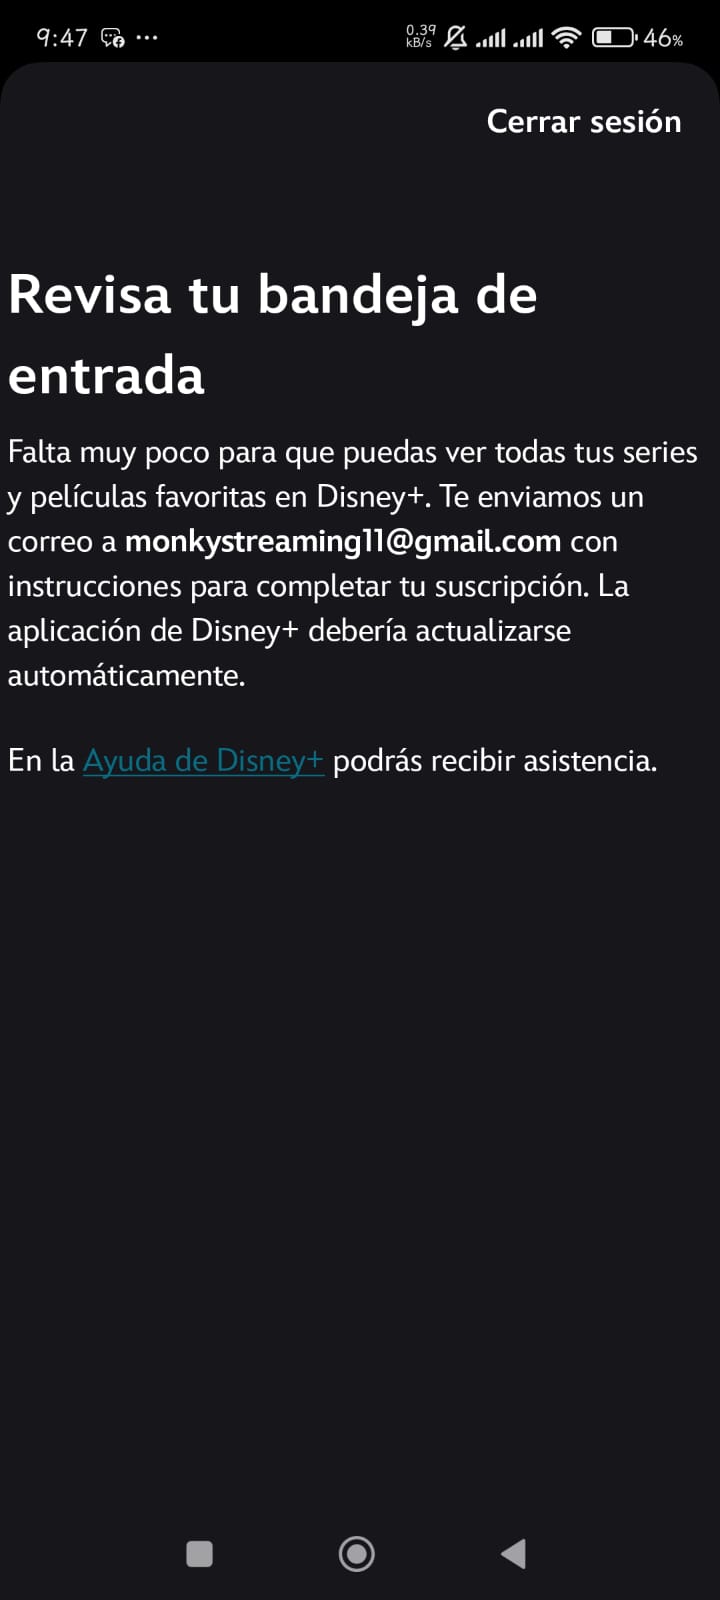 9:47
0.39
kB/s
46%
Cerrar sesión
Revisa tu bandeja de
entrada
Falta muy poco para que puedas ver todas tus series
y películas favoritas en Disney+. Te enviamos un
correo a monkystreaming11@gmail.com con
instrucciones para completar tu suscripción. La
aplicación de Disney+ debería actualizarse
automáticamente.
En la Ayuda de Disney+ podrás recibir asistencia.